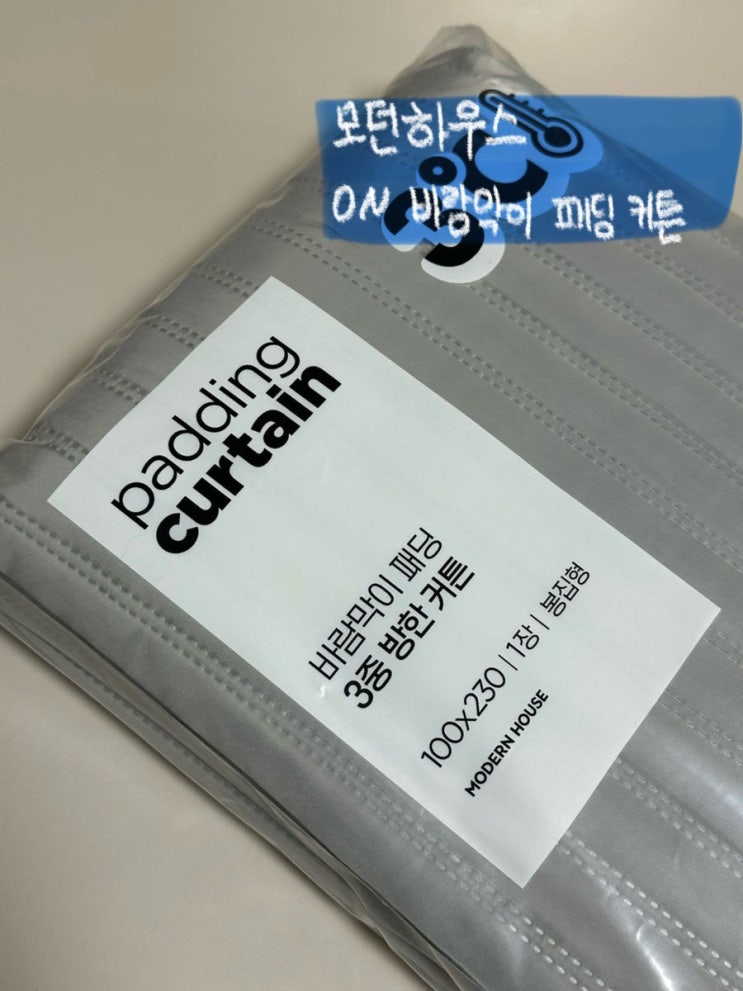 모던하우스
ON 바람막이 패딩 커튼
3°C
padding
curtain
바람막이 패딩
3중 방한 커튼
100x230 | 1장 | 봉집형
MODERN HOUSE